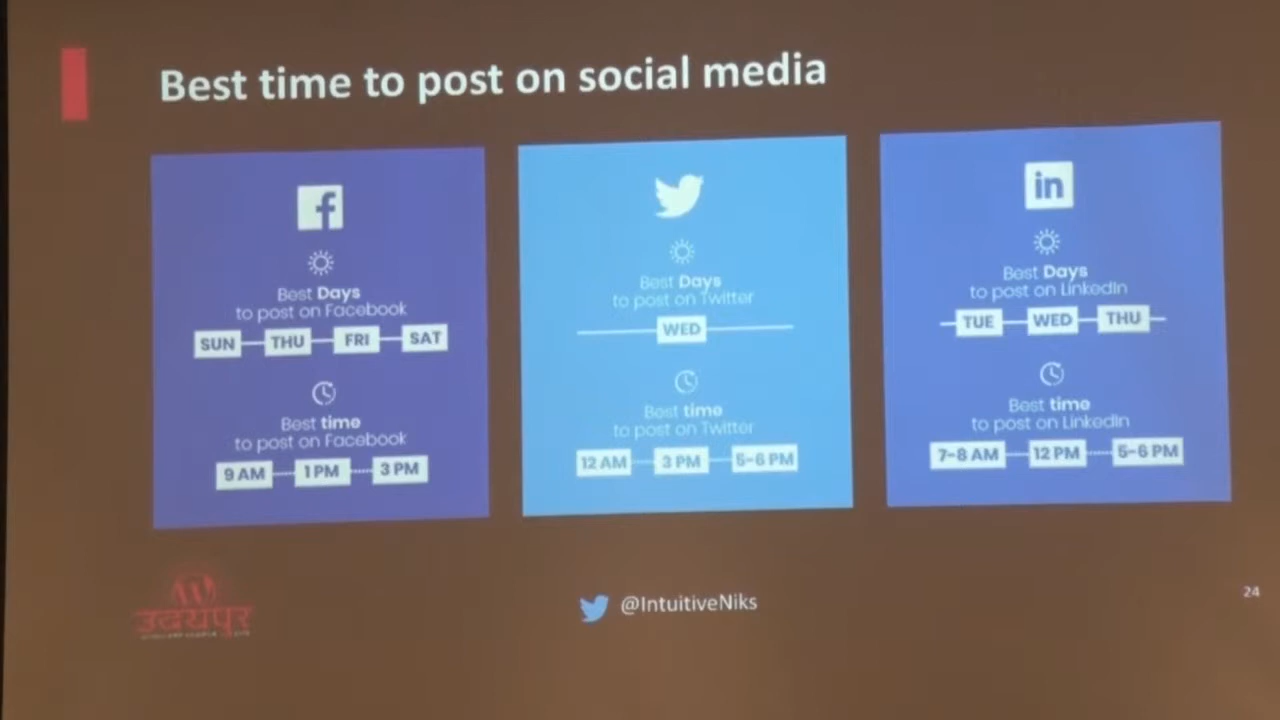 Best time to post on social media
Best Days
to post on Facebook
SUN THU FRI SAT
Best time
to post on Facebook
9 AM 1 PM 3 PM
Best Days
to post on Twitter
WED
Best time
to post on Twitter
12 AM 3 PM 5-6 PM
in
Best Days
to post on LinkedIn
TUE WED THU
Best time
to post on LinkedIn
7-8 AM 12 PM 5-6 PM
उदयपुर
@IntuitiveNiks
24